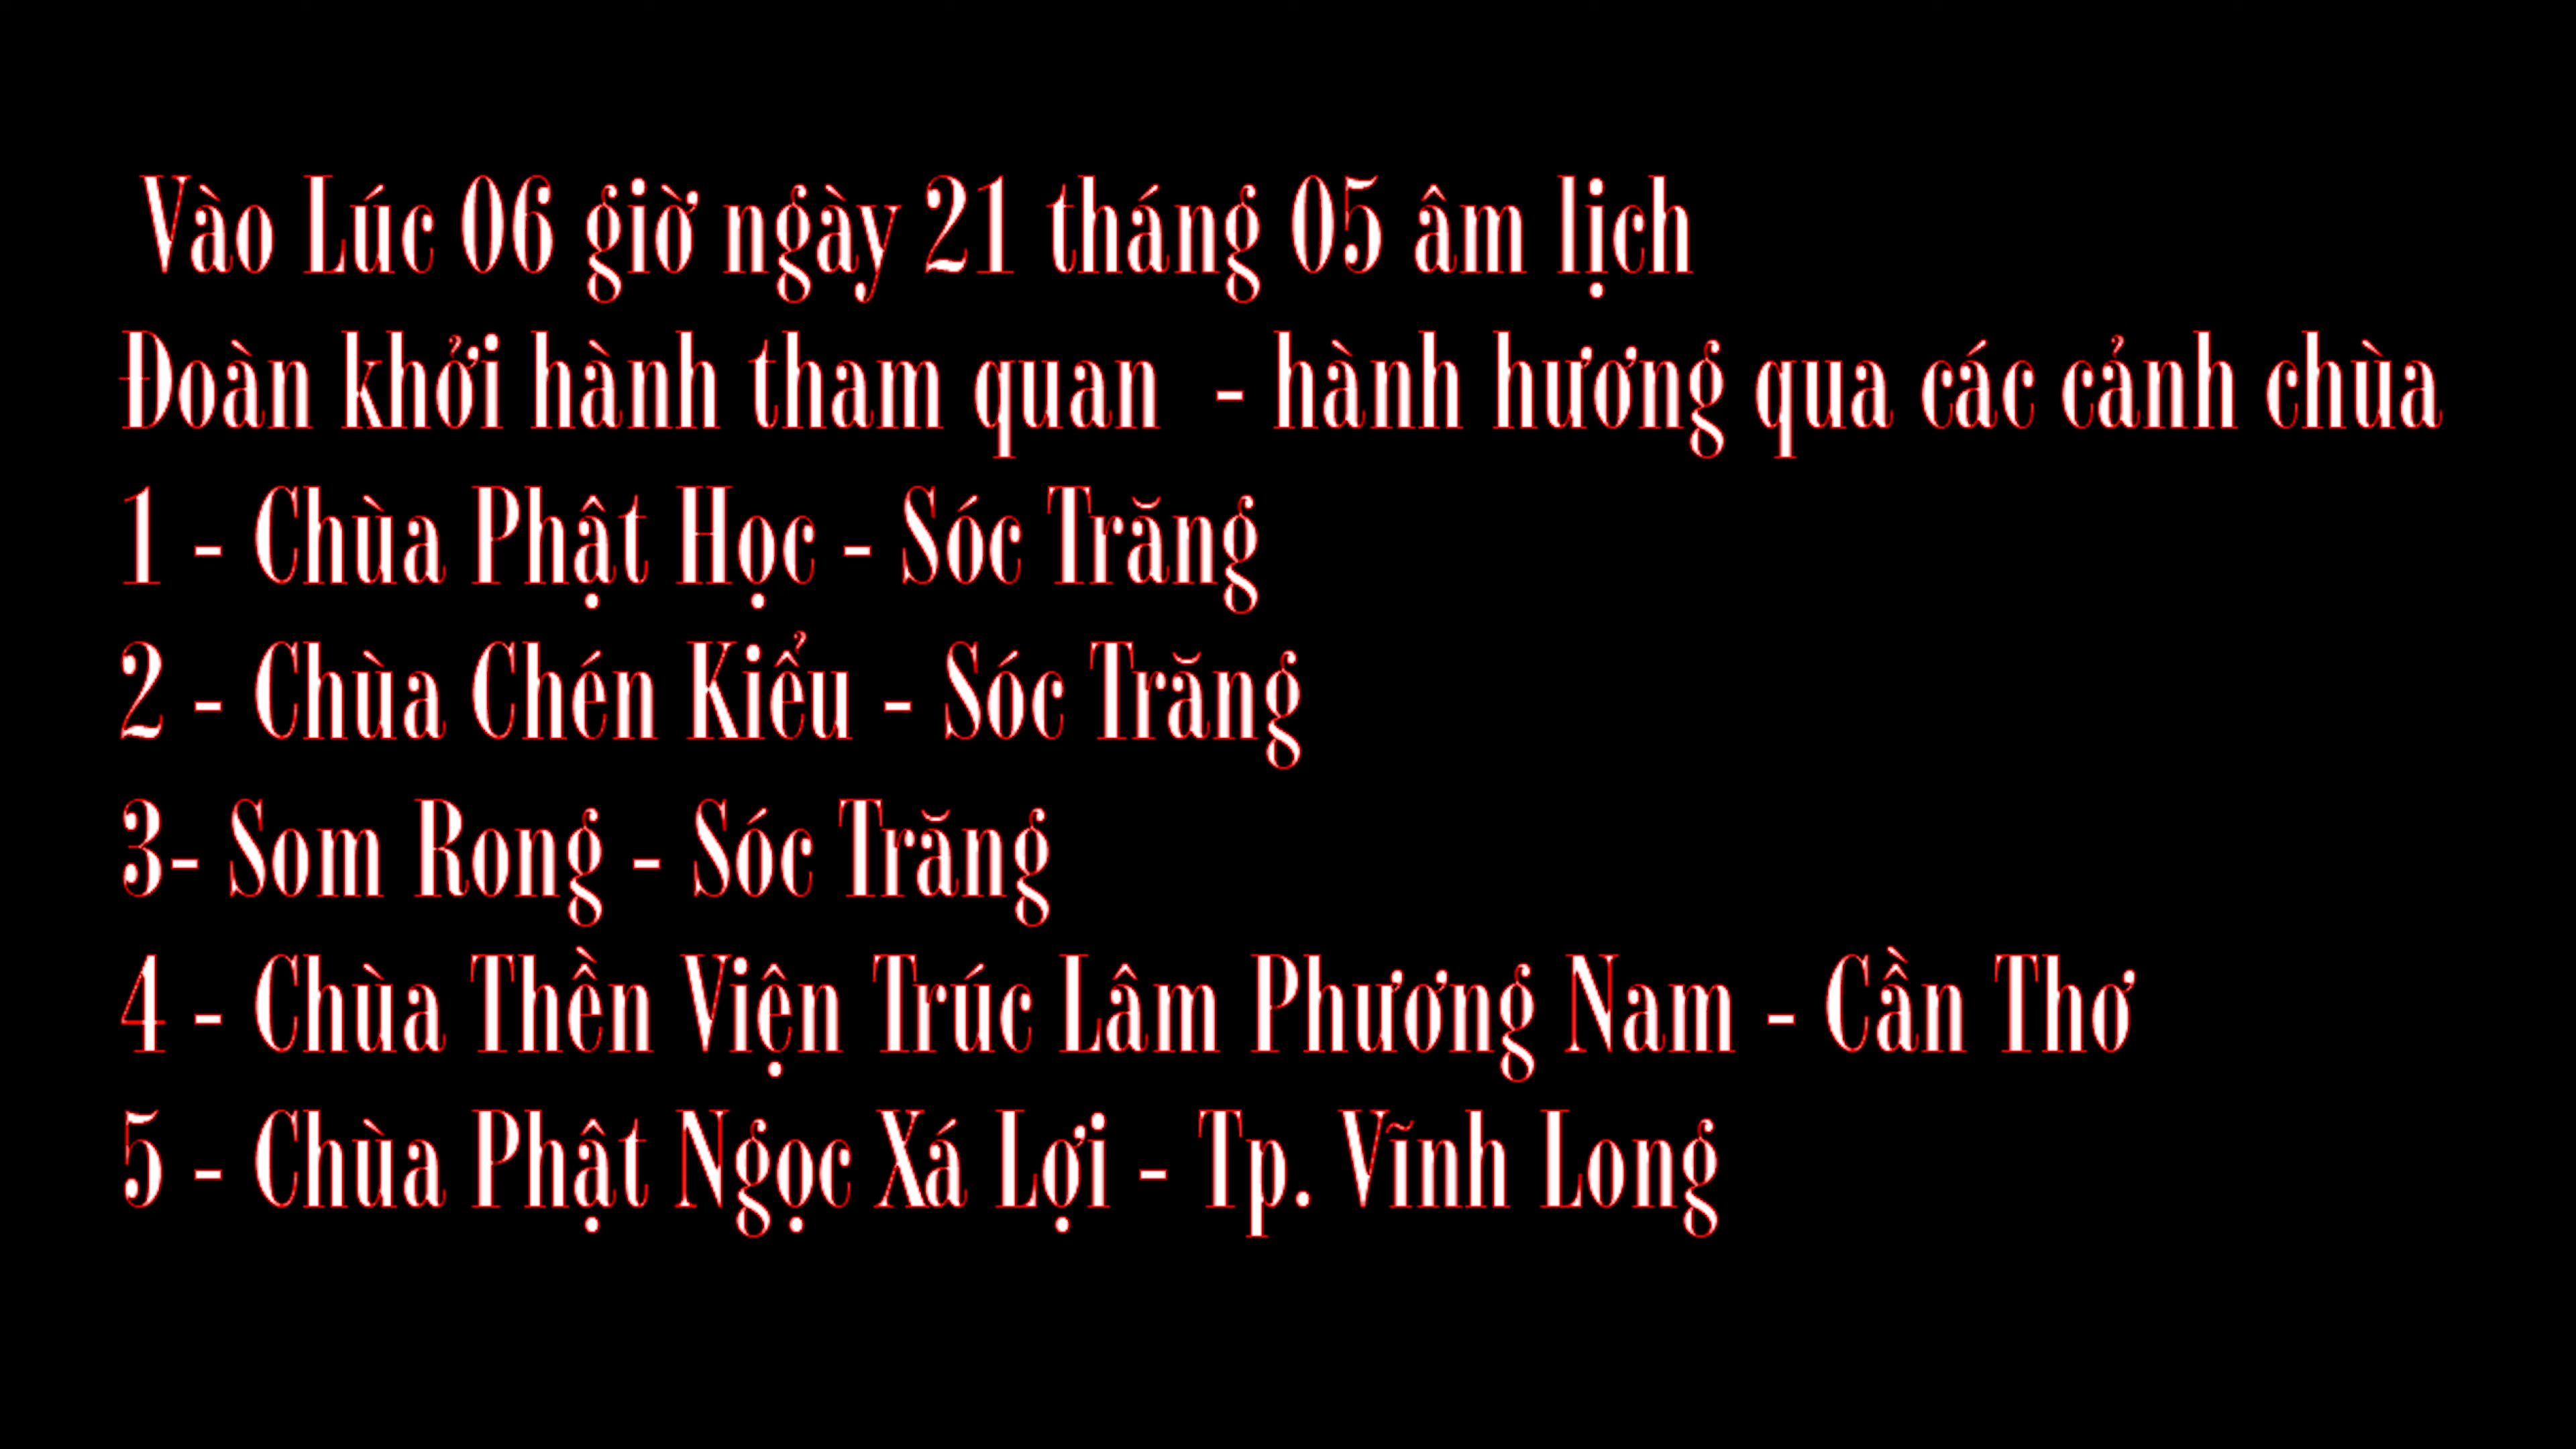 Vào Lúc 06 giờ ngày 21 tháng 05 âm lịch
Đoàn khởi hành tham quan - hành hương qua các cảnh chùa
1 - Chùa Phật Học - Sóc Trăng
2 - Chùa Chén Kiểu - Sóc Trăng
3- Som Rong - Sóc Trăng
4 - Chùa Thền Viện Trúc Lâm Phương Nam - Cần Thơ
5 - Chùa Phật Ngọc Xá Lợi - Tp. Vĩnh Long